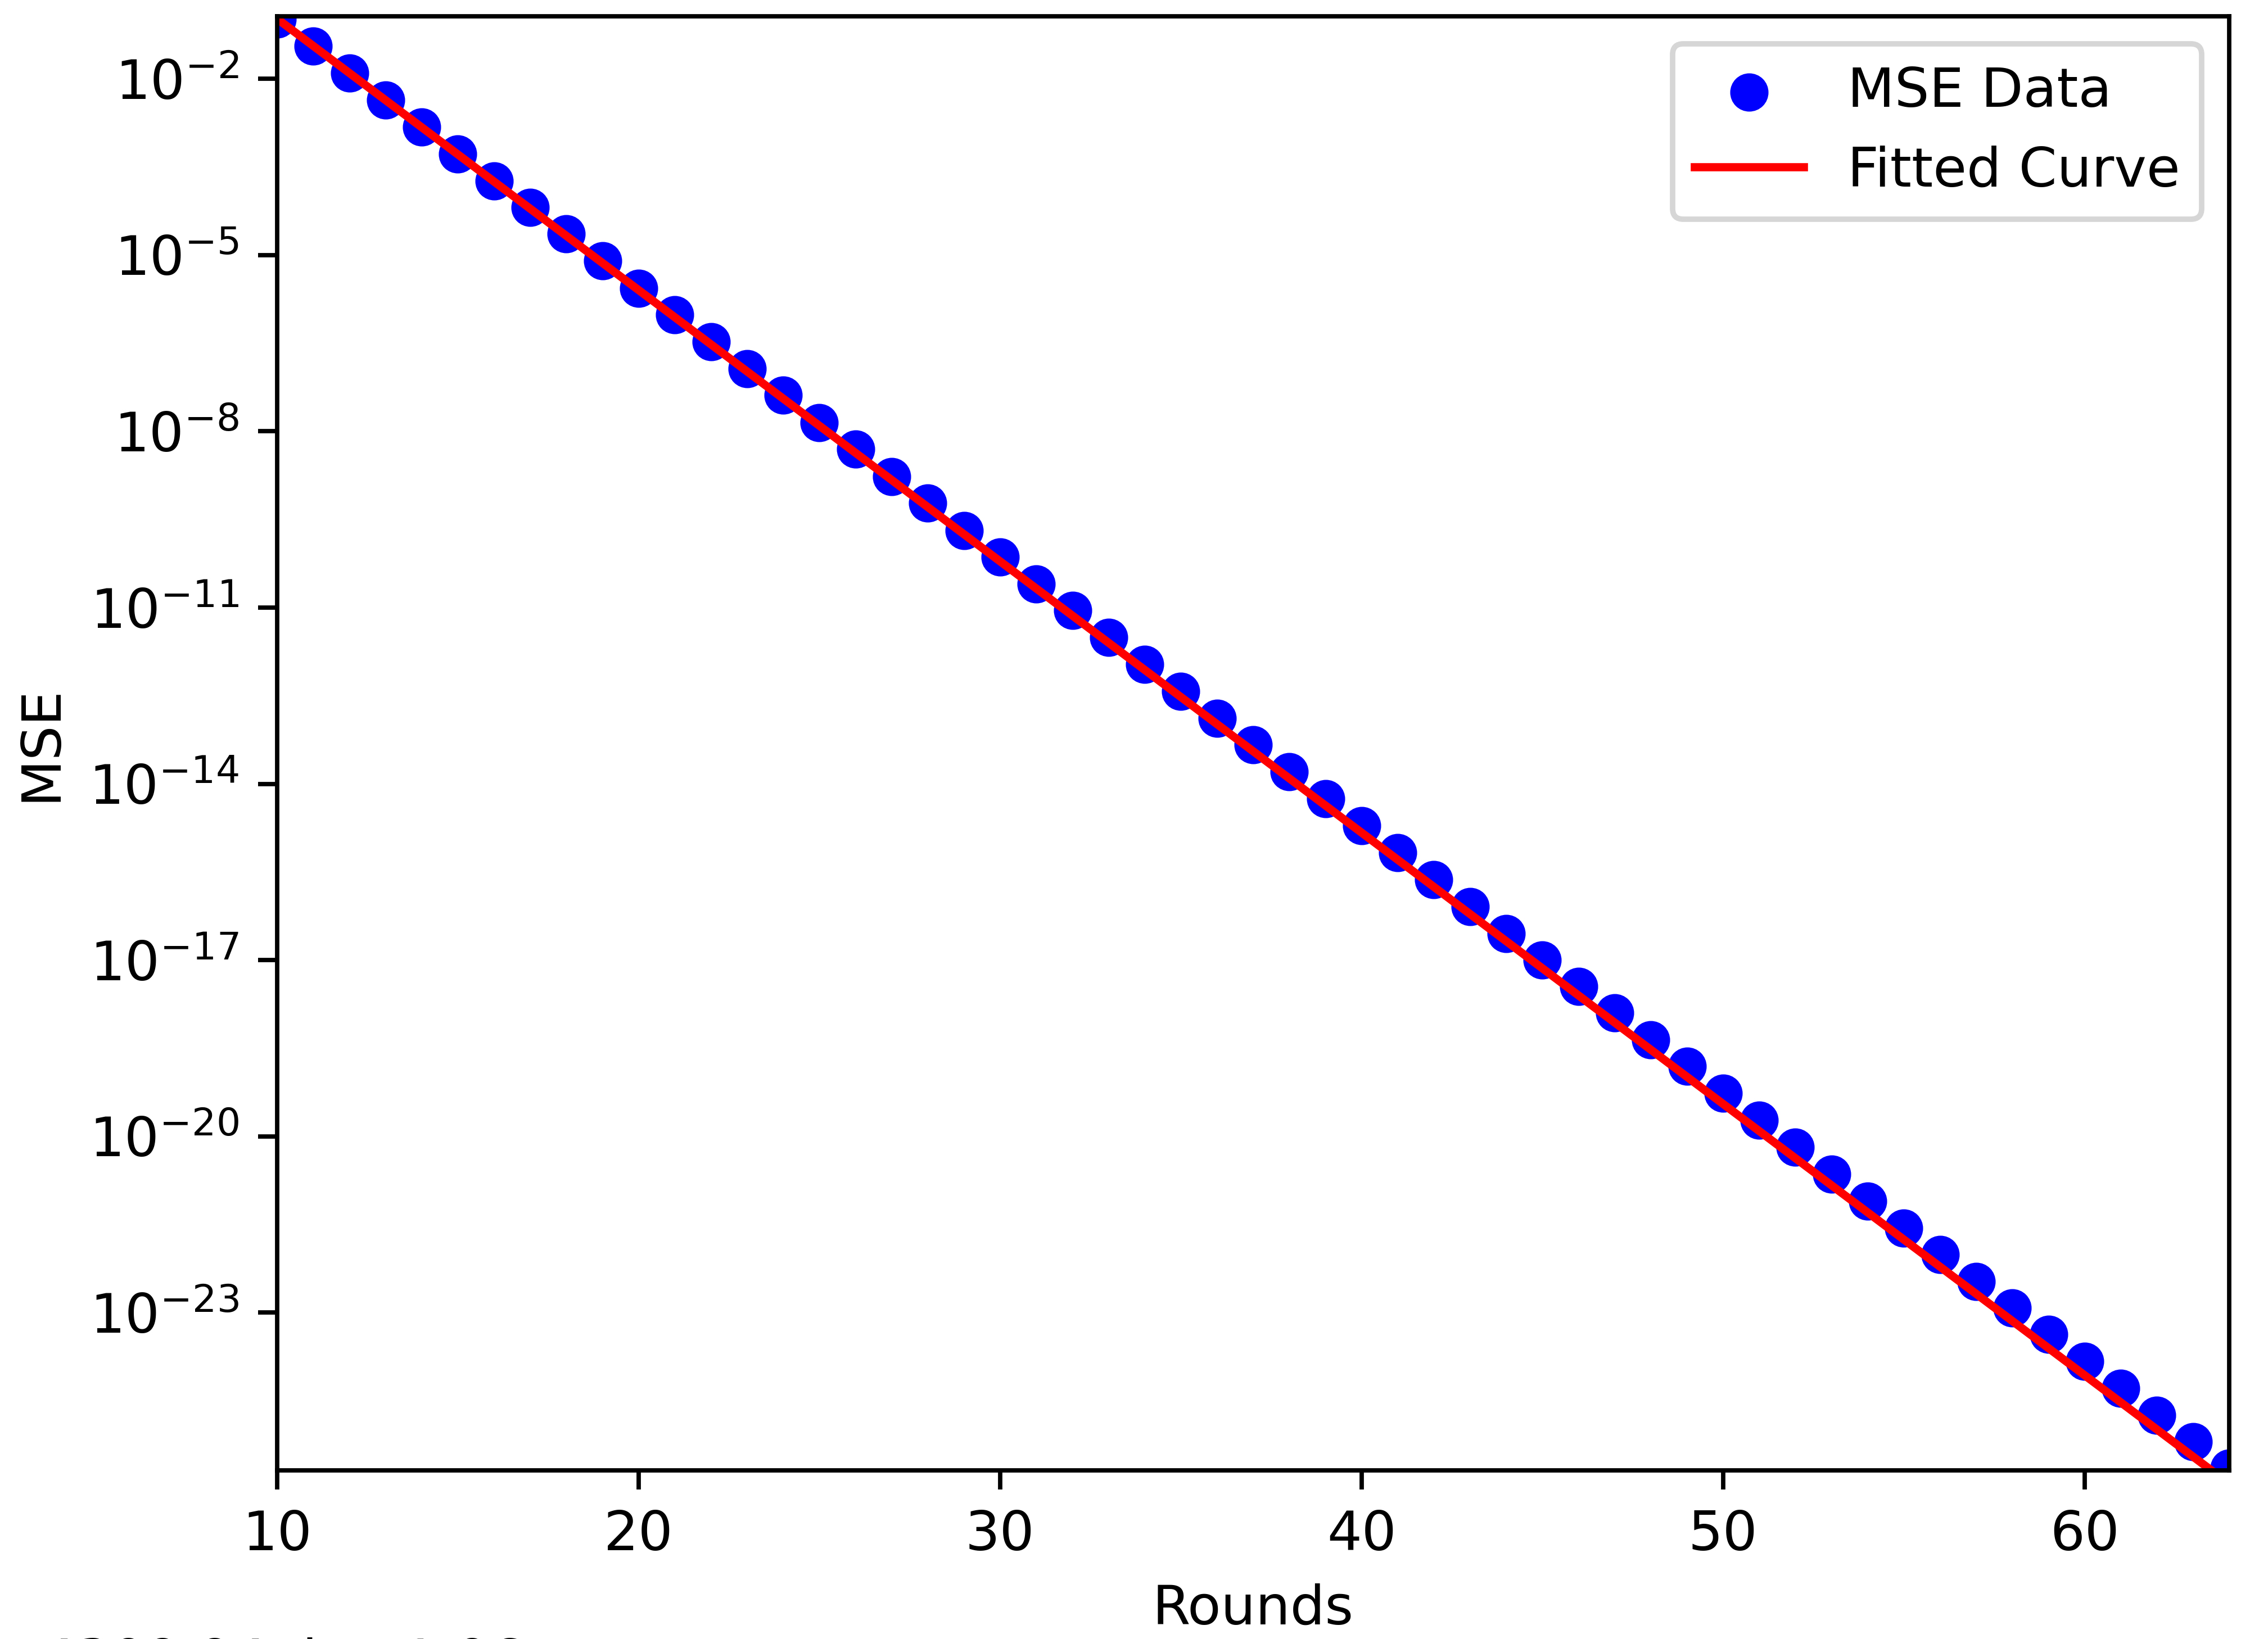 MSE Data
Fitted Curve
10⁻²
10⁻⁵
10⁻⁸
10⁻¹¹
10⁻¹⁴
10⁻¹⁷
10⁻²⁰
10⁻²³
MSE
10 20 30 40 50 60
Rounds